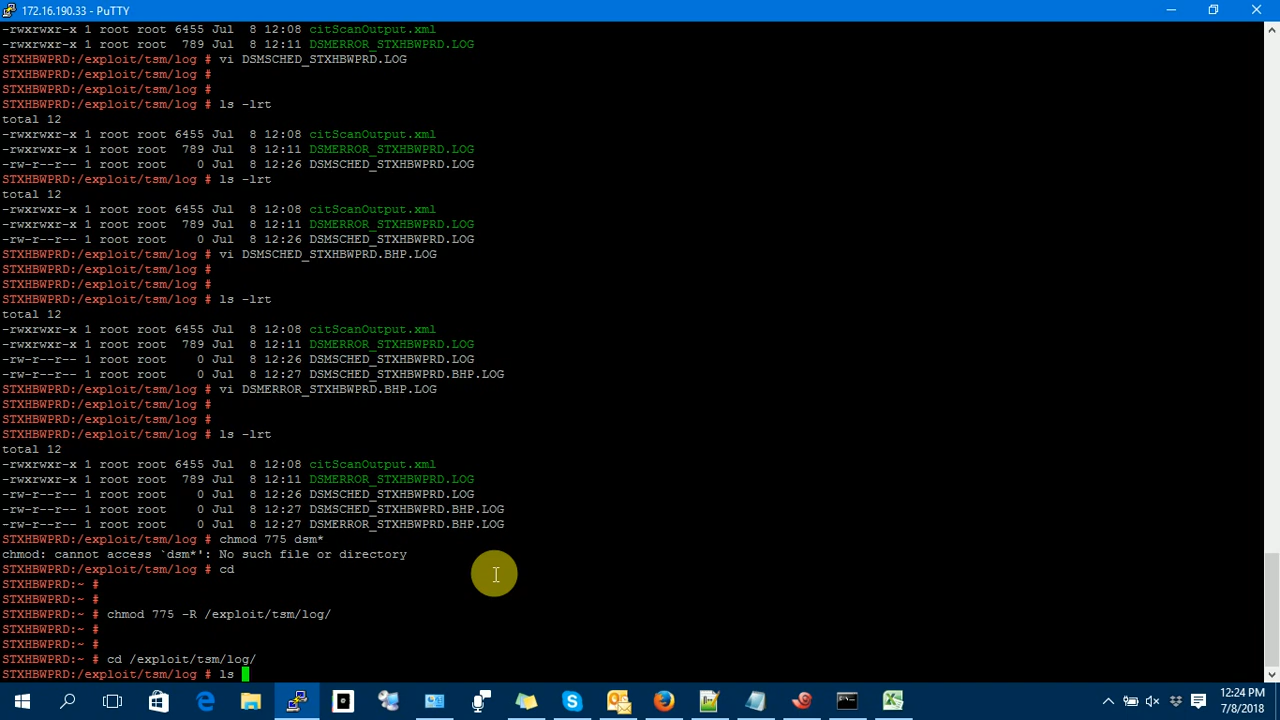 172.16.190.33 - PuTTY
-rwxrwxr-x 1 root root 6455 Jul  8 12:08 citScanOutput.xml
-rwxrwxr-x 1 root root  789 Jul  8 12:11 DSMERROR_STXHBWPRD.LOG
STXHBWPRD:/exploit/tsm/log # vi DSMSCHED_STXHBWPRD.LOG
STXHBWPRD:/exploit/tsm/log #
STXHBWPRD:/exploit/tsm/log #
STXHBWPRD:/exploit/tsm/log # ls -lrt
total 12
-rwxrwxr-x 1 root root 6455 Jul  8 12:08 citScanOutput.xml
-rwxrwxr-x 1 root root  789 Jul  8 12:11 DSMERROR_STXHBWPRD.LOG
-rw-r--r-- 1 root root    0 Jul  8 12:26 DSMSCHED_STXHBWPRD.LOG
STXHBWPRD:/exploit/tsm/log # ls -lrt
total 12
-rwxrwxr-x 1 root root 6455 Jul  8 12:08 citScanOutput.xml
-rwxrwxr-x 1 root root  789 Jul  8 12:11 DSMERROR_STXHBWPRD.LOG
-rw-r--r-- 1 root root    0 Jul  8 12:26 DSMSCHED_STXHBWPRD.LOG
STXHBWPRD:/exploit/tsm/log # vi DSMSCHED_STXHBWPRD.BHP.LOG
STXHBWPRD:/exploit/tsm/log #
STXHBWPRD:/exploit/tsm/log #
STXHBWPRD:/exploit/tsm/log # ls -lrt
total 12
-rwxrwxr-x 1 root root 6455 Jul  8 12:08 citScanOutput.xml
-rwxrwxr-x 1 root root  789 Jul  8 12:11 DSMERROR_STXHBWPRD.LOG
-rw-r--r-- 1 root root    0 Jul  8 12:26 DSMSCHED_STXHBWPRD.LOG
-rw-r--r-- 1 root root    0 Jul  8 12:27 DSMSCHED_STXHBWPRD.BHP.LOG
STXHBWPRD:/exploit/tsm/log # vi DSMERROR_STXHBWPRD.BHP.LOG
STXHBWPRD:/exploit/tsm/log #
STXHBWPRD:/exploit/tsm/log #
STXHBWPRD:/exploit/tsm/log # ls -lrt
total 12
-rwxrwxr-x 1 root root 6455 Jul  8 12:08 citScanOutput.xml
-rwxrwxr-x 1 root root  789 Jul  8 12:11 DSMERROR_STXHBWPRD.LOG
-rw-r--r-- 1 root root    0 Jul  8 12:26 DSMSCHED_STXHBWPRD.LOG
-rw-r--r-- 1 root root    0 Jul  8 12:27 DSMSCHED_STXHBWPRD.BHP.LOG
-rw-r--r-- 1 root root    0 Jul  8 12:27 DSMERROR_STXHBWPRD.BHP.LOG
STXHBWPRD:/exploit/tsm/log # chmod 775 dsm*
chmod: cannot access `dsm*': No such file or directory
STXHBWPRD:/exploit/tsm/log # cd
STXHBWPRD:~ #
STXHBWPRD:~ #
STXHBWPRD:~ # chmod 775 -R /exploit/tsm/log/
STXHBWPRD:~ #
STXHBWPRD:~ #
STXHBWPRD:~ # cd /exploit/tsm/log/
STXHBWPRD:/exploit/tsm/log # ls
12:24 PM
7/8/2018